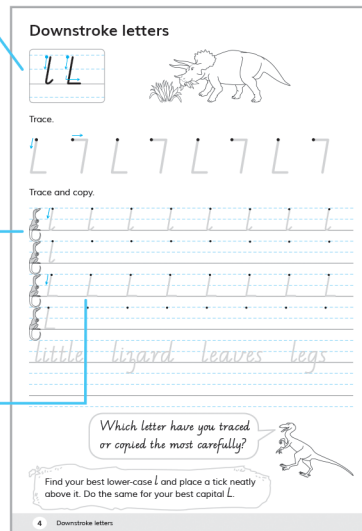 Downstroke letters
l L
Trace.
Trace and copy.
little lizard leaves legs
Which letter have you traced
or copied the most carefully?
Find your best lower-case l and place a tick neatly
above it. Do the same for your best capital L.
4 Downstroke letters